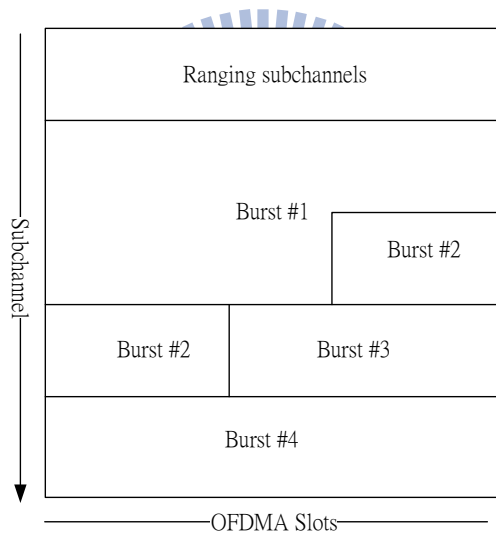 Ranging subchannels
Burst #1
Burst #2
Burst #2
Burst #3
Burst #4
Subchannel
OFDMA Slots